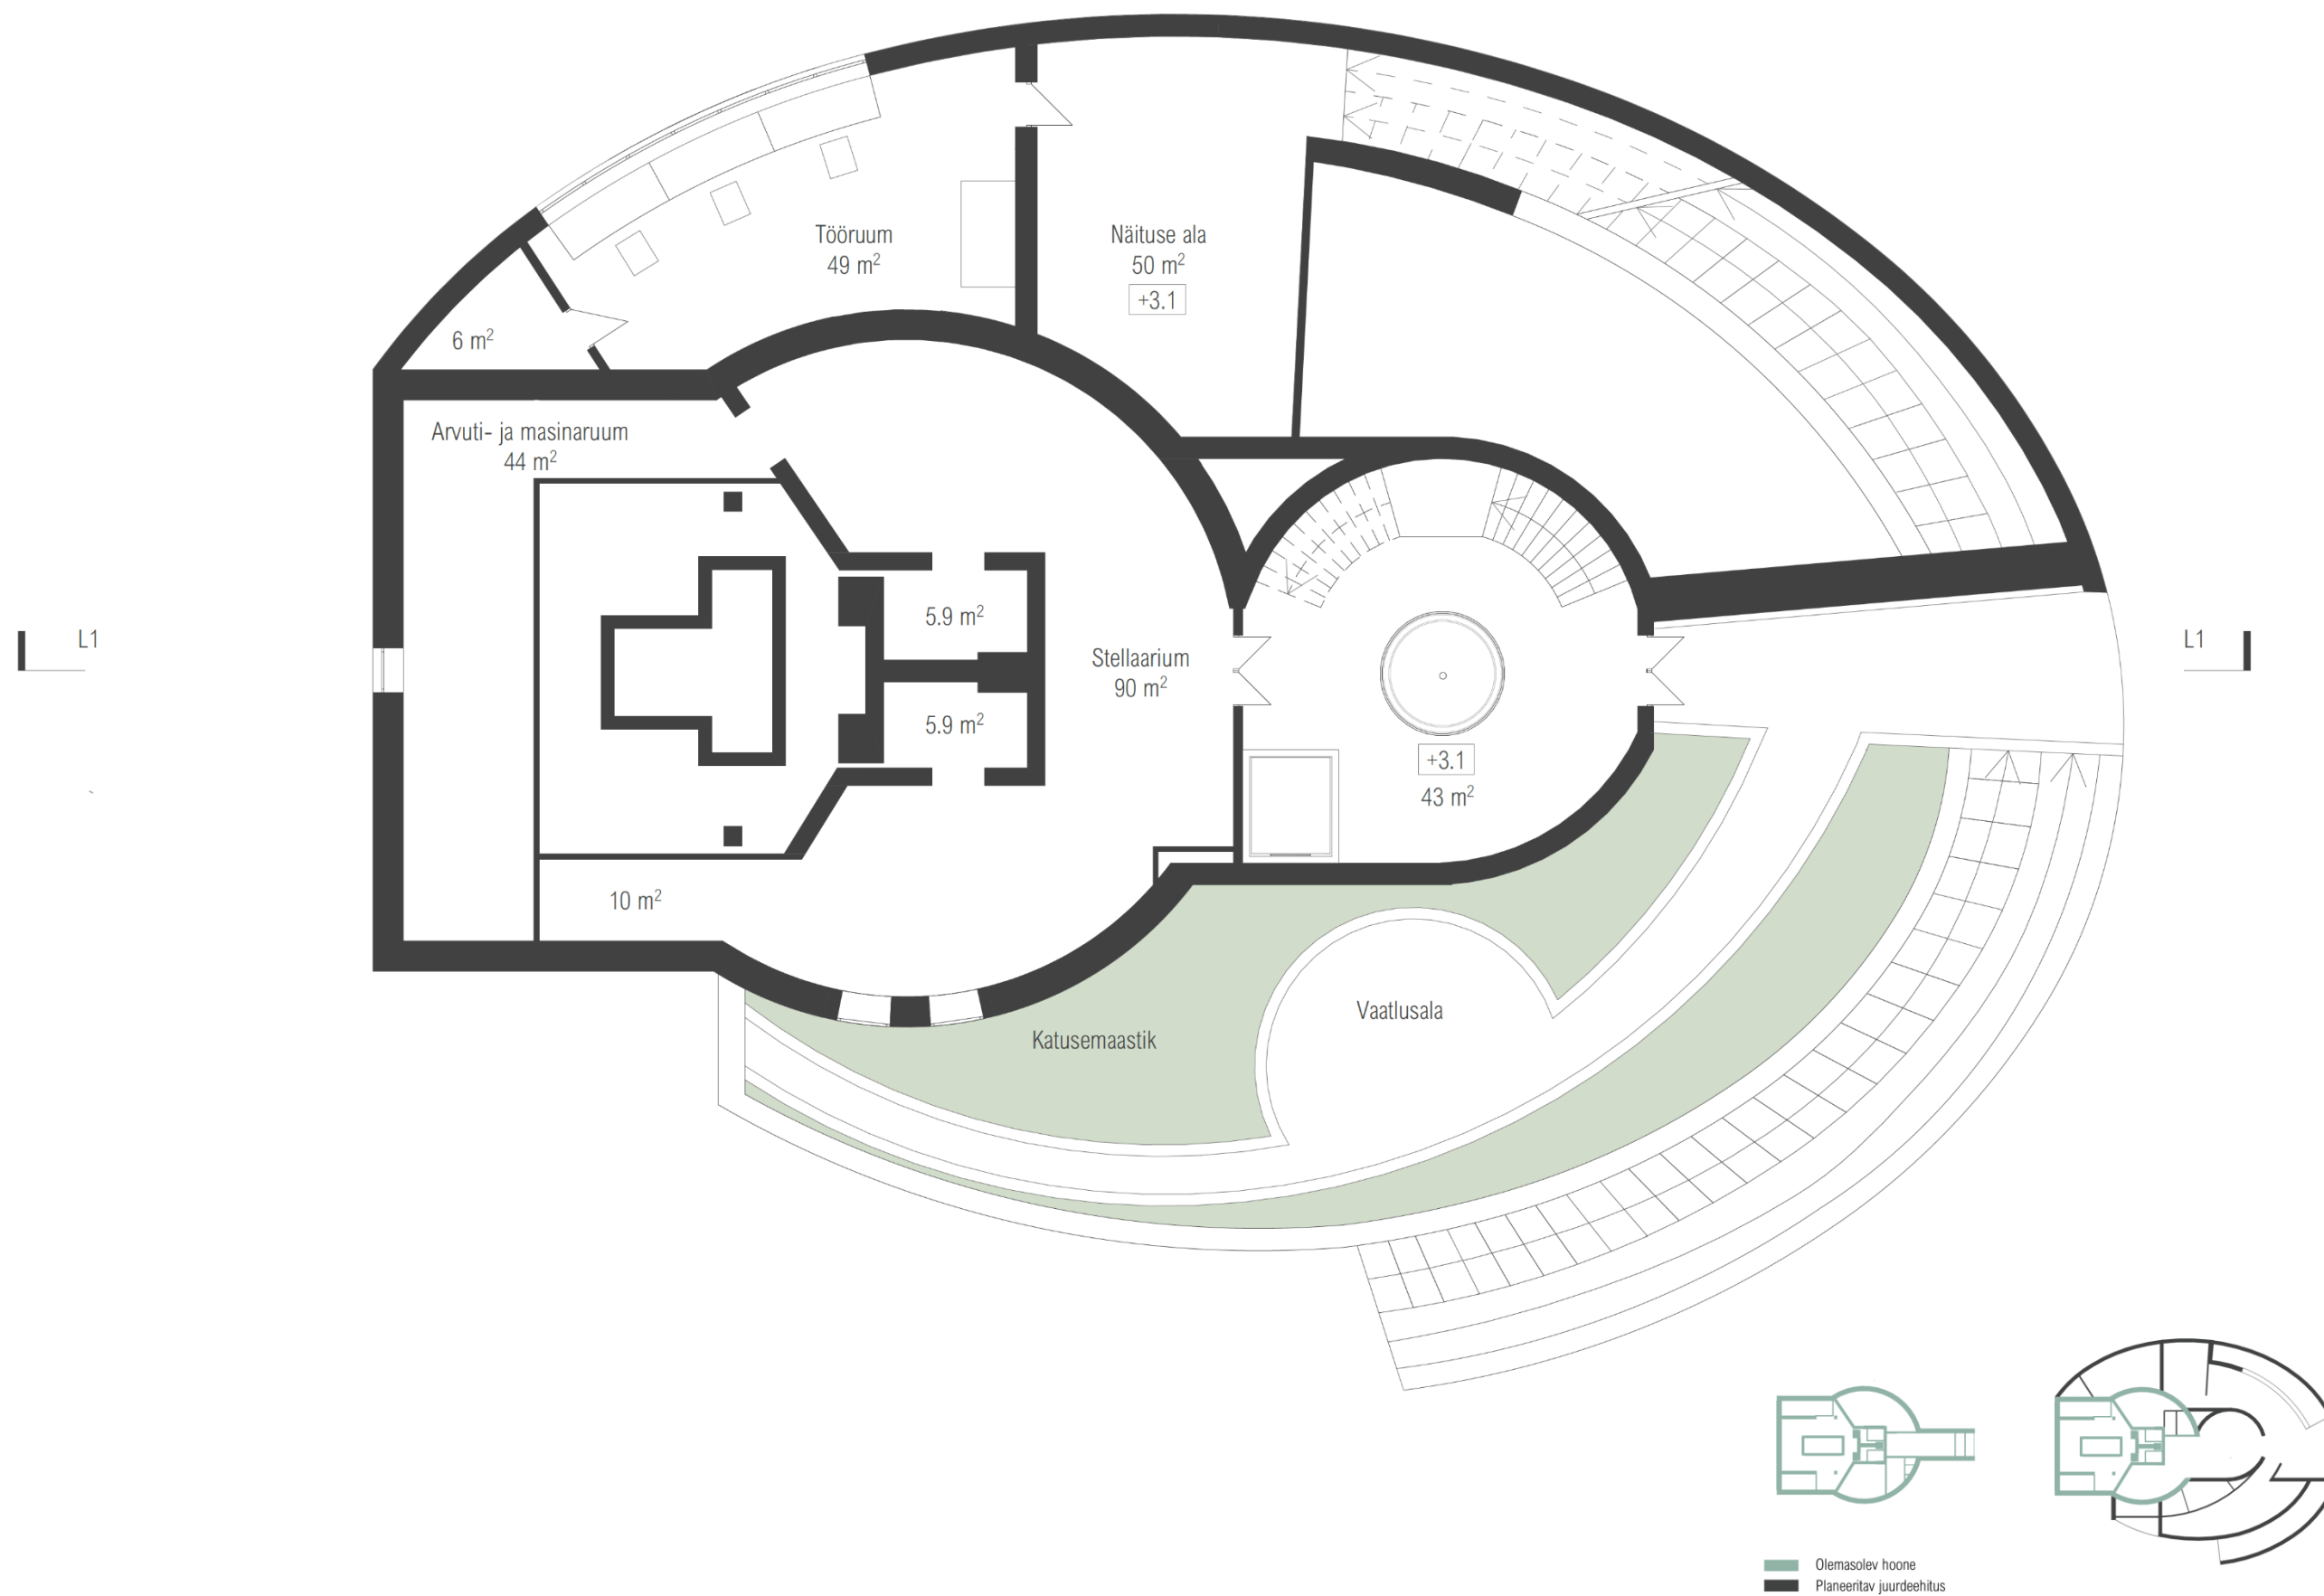 Tööruum
49 m²
Näituse ala
50 m²
+3.1
6 m²
Arvuti- ja masinaruum
44 m²
5.9 m²
L1
Stellaarium
90 m²
L1
5.9 m²
+3.1
43 m²
10 m²
Vaatlusala
Katusemaastik
Olemasolev hoone
Planeeritav juurdeehitus